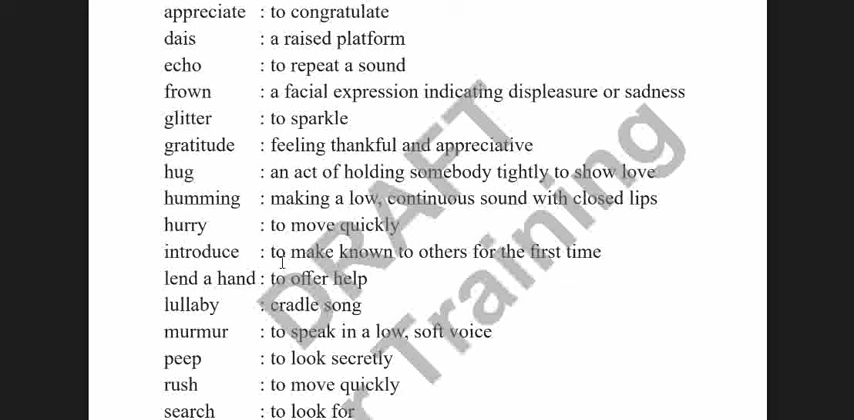 appreciate : to congratulate
dais : a raised platform
echo : to repeat a sound
frown : a facial expression indicating displeasure or sadness
glitter : to sparkle
gratitude : feeling thankful and appreciative
hug : an act of holding somebody tightly to show love
humming : making a low, continuous sound with closed lips
hurry : to move quickly
introduce : to make known to others for the first time
lend a hand : to offer help
lullaby : cradle song
murmur : to speak in a low, soft voice
peep : to look secretly
rush : to move quickly
search : to look for
DRAFT
r Training